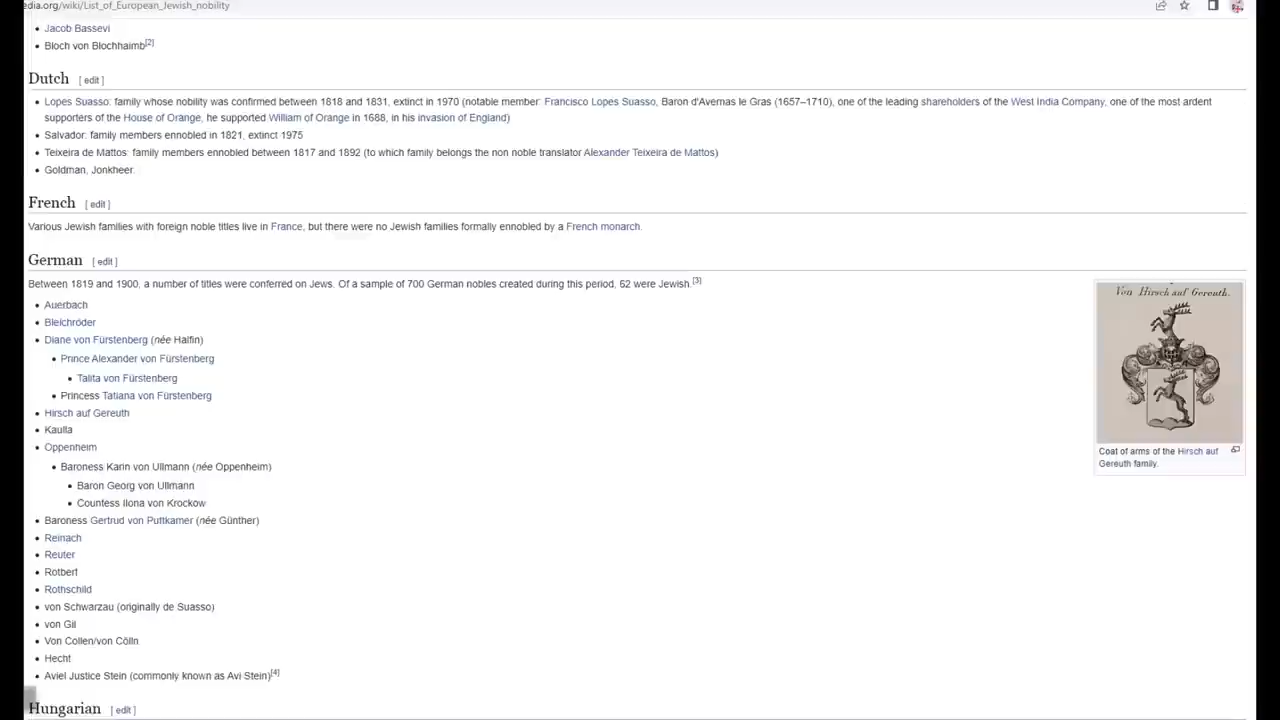 edia.org/wiki/List_of_European_Jewish_nobility
Jacob Bassevi
Bloch von Blochhaimb[2]
Dutch [ edit ]
Lopes Suasso: family whose nobility was confirmed between 1818 and 1831, extinct in 1970 (notable member: Francisco Lopes Suasso, Baron d'Avernas le Gras (1657–1710), one of the leading shareholders of the West India Company, one of the most ardent
supporters of the House of Orange, he supported William of Orange in 1688, in his invasion of England)
Salvador: family members ennobled in 1821, extinct 1975
Teixeira de Mattos: family members ennobled between 1817 and 1892 (to which family belongs the non noble translator Alexander Teixeira de Mattos)
Goldman, Jonkheer.
French [ edit ]
Various Jewish families with foreign noble titles live in France, but there were no Jewish families formally ennobled by a French monarch.
German [ edit ]
Between 1819 and 1900, a number of titles were conferred on Jews. Of a sample of 700 German nobles created during this period, 62 were Jewish.[3]
Von Hirsch auf Gereuth.
Auerbach
Bleichröder
Diane von Fürstenberg (née Halfin)
Prince Alexander von Fürstenberg
Talita von Fürstenberg
Princess Tatiana von Fürstenberg
Hirsch auf Gereuth
Kaulla
Oppenheim
Coat of arms of the Hirsch auf
Gereuth family.
Baroness Karin von Ullmann (née Oppenheim)
Baron Georg von Ullmann
Countess Ilona von Krockow
Baroness Gertrud von Puttkamer (née Günther)
Reinach
Reuter
Rotbert
Rothschild
von Schwarzau (originally de Suasso)
von Gil
Von Collen/von Cölln
Hecht
Aviel Justice Stein (commonly known as Avi Stein)[4]
Hungarian [ edit ]